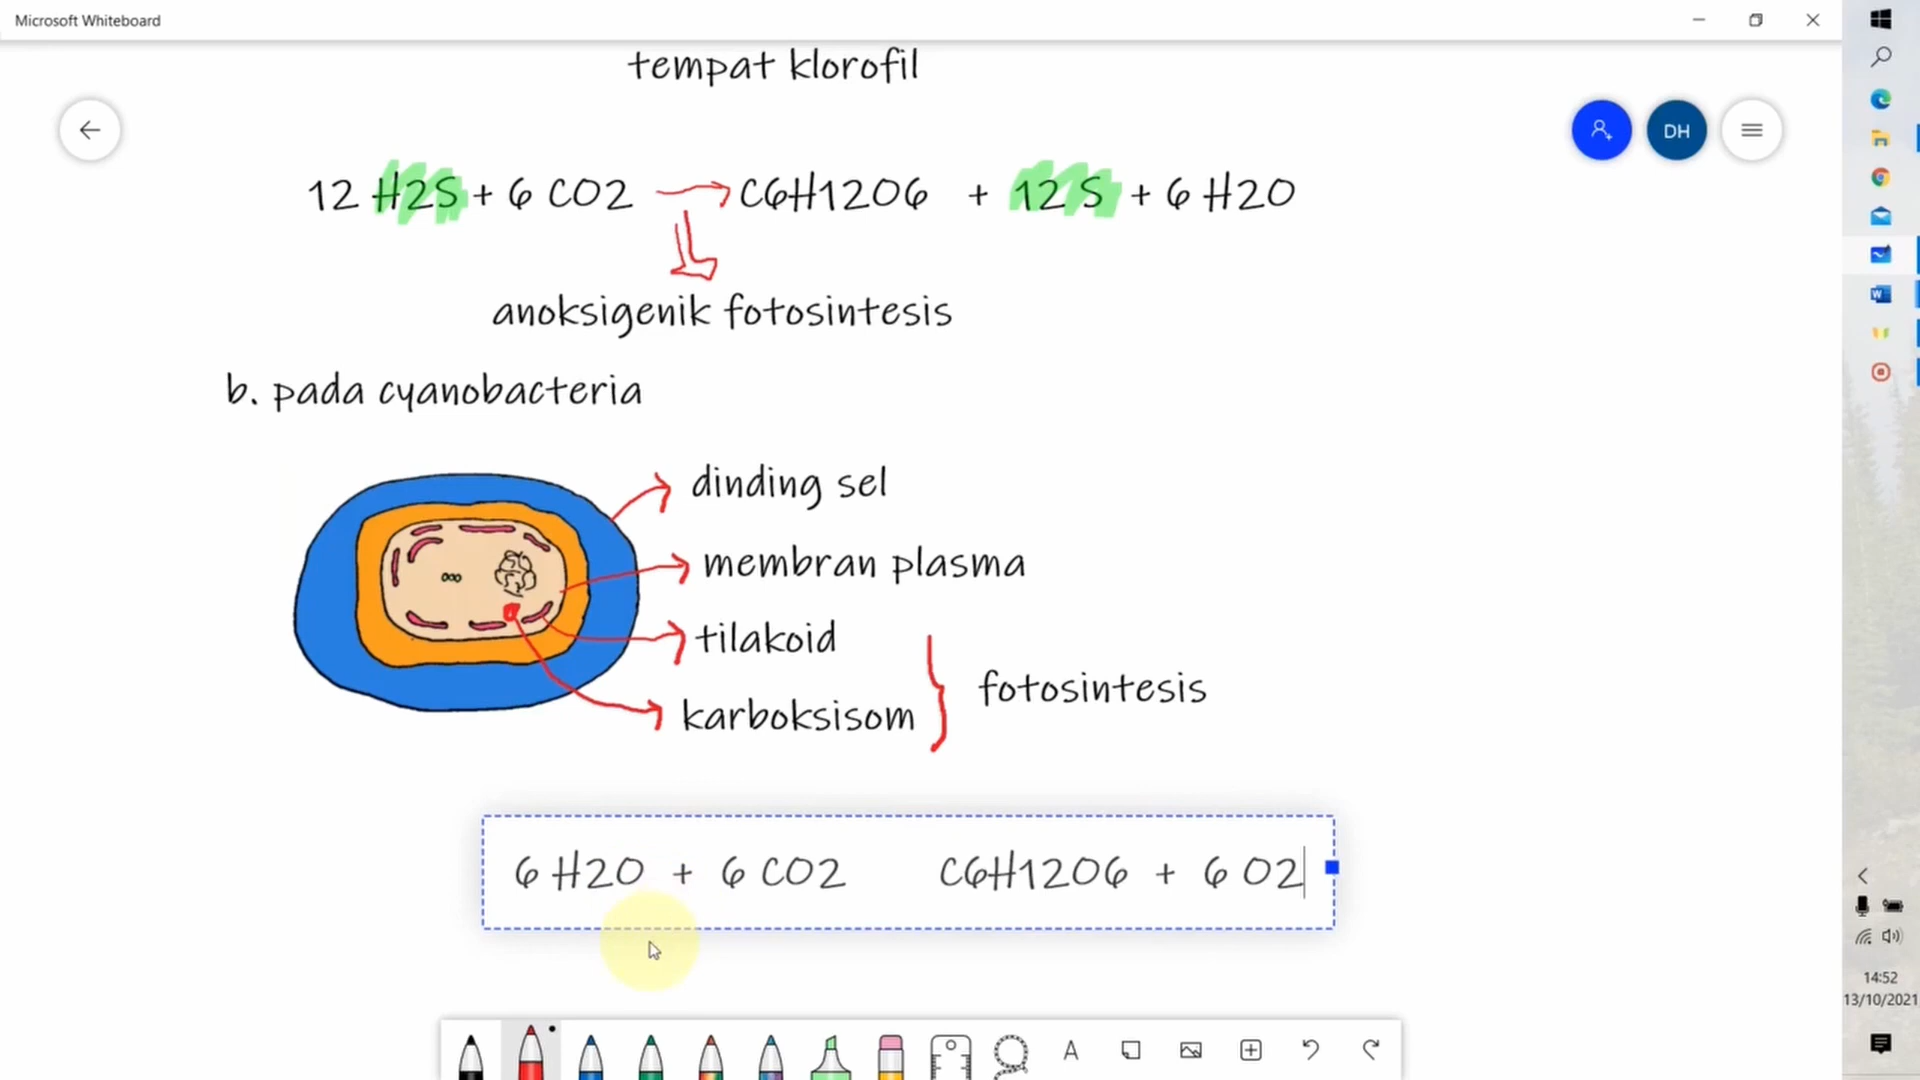 Microsoft Whiteboard
tempat klorofil
DH
12 H2S + 6 CO2 → C6H12O6 + 12 S + 6 H2O
anoksigenik fotosintesis
b. pada cyanobacteria
dinding sel
membran plasma
tilakoid
karboksisom
fotosintesis
6 H2O + 6 CO2 C6H12O6 + 6 O2
A
14:52
13/10/2021